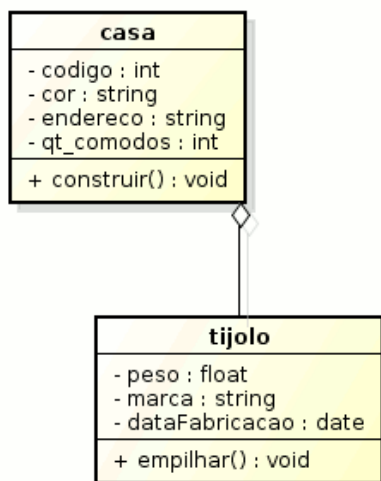 casa
- codigo : int
- cor : string
- endereco : string
- qt_comodos : int
+ construir() : void
tijolo
- peso : float
- marca : string
- dataFabricacao : date
+ empilhar() : void